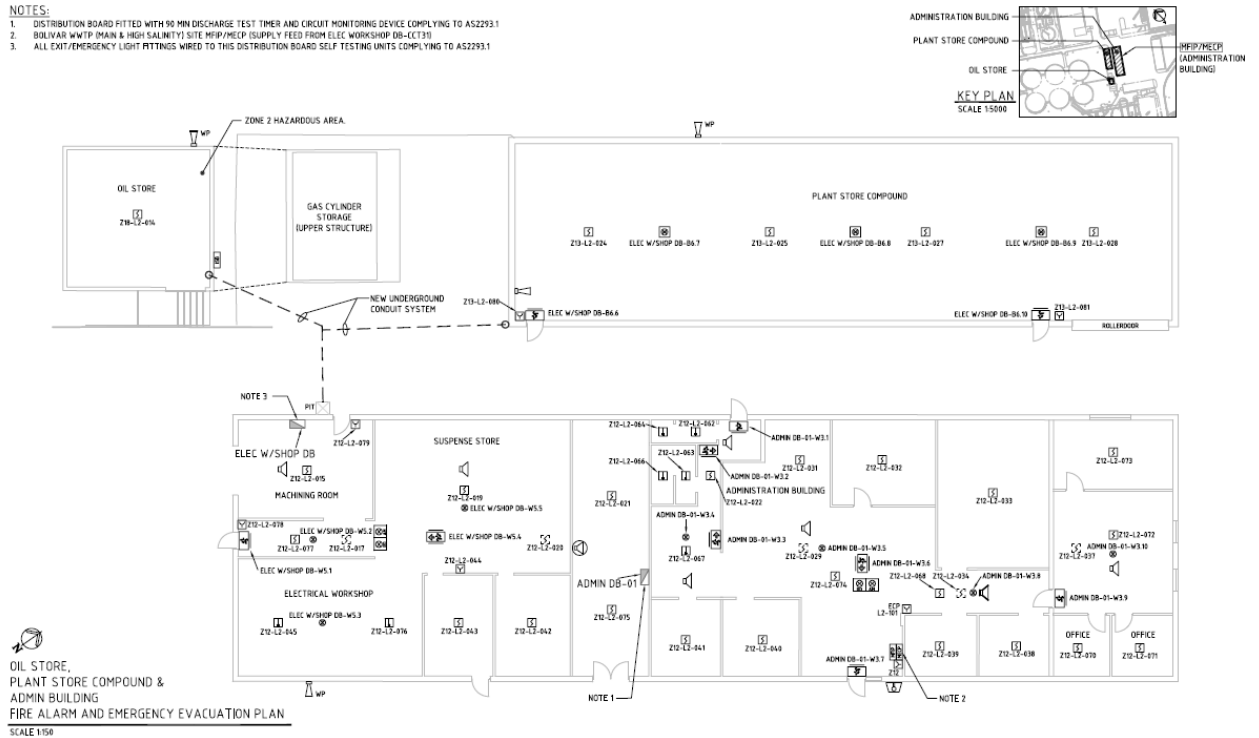 NOTES:
1. DISTRIBUTION BOARD FITTED WITH 90 MIN DISCHARGE TEST TIMER AND CIRCUIT MONITORING DEVICE COMPLYING TO AS2293.1
2. BOLIVAR WWTP (MAIN & HIGH SALINITY) SITE MFIP/MECP (SUPPLY FEED FROM ELEC WORKSHOP DB-CCT31)
3. ALL EXIT/EMERGENCY LIGHT FITTINGS WIRED TO THIS DISTRIBUTION BOARD SELF TESTING UNITS COMPLYING TO AS2293.1
ADMINISTRATION BUILDING
PLANT STORE COMPOUND
OIL STORE
MFIP/MECP
(ADMINISTRATION
BUILDING)
KEY PLAN
SCALE 1:5000
ZONE 2 HAZARDOUS AREA.
WP
WP
OIL STORE
Z18-L2-014
GAS CYLINDER
STORAGE
(UPPER STRUCTURE)
PLANT STORE COMPOUND
Z13-L2-024
ELEC W/SHOP DB-B6.7
Z13-L2-025
ELEC W/SHOP DB-B6.8
Z13-L2-027
ELEC W/SHOP DB-B6.9
Z13-L2-028
NEW UNDERGROUND
CONDUIT SYSTEM
Z13-L2-080
ELEC W/SHOP DB-B6.6
ELEC W/SHOP DB-B6.10
Z13-L2-081
ROLLERDOOR
NOTE 3
PIT
ELEC W/SHOP DB
Z12-L2-079
Z12-L2-015
MACHINING ROOM
SUSPENSE STORE
Z12-L2-019
ELEC W/SHOP DB-W5.5
Z12-L2-021
Z12-L2-064
Z12-L2-062
Z12-L2-063
Z12-L2-066
ADMIN DB-01-W3.1
ADMIN DB-01-W3.2
ADMINISTRATION BUILDING
Z12-L2-022
Z12-L2-031
Z12-L2-032
Z12-L2-033
Z12-L2-073
Z12-L2-078
ELEC W/SHOP DB-W5.2
Z12-L2-077
Z12-L2-017
ELEC W/SHOP DB-W5.1
ELEC W/SHOP DB-W5.4
Z12-L2-020
Z12-L2-044
ADMIN DB-01
ADMIN DB-01-W3.4
Z12-L2-067
ADMIN DB-01-W3.3
Z12-L2-029
ADMIN DB-01-W3.5
ADMIN DB-01-W3.6
Z12-L2-074
Z12-L2-068
Z12-L2-034
ADMIN DB-01-W3.8
Z12-L2-072
Z12-L2-037
ADMIN DB-01-W3.10
ADMIN DB-01-W3.9
ELECTRICAL WORKSHOP
ELEC W/SHOP DB-W5.3
Z12-L2-045
Z12-L2-076
Z12-L2-043
Z12-L2-042
Z12-L2-075
Z12-L2-041
Z12-L2-040
ECP
L2-101
ADMIN DB-01-W3.7
Z12
Z12-L2-039
Z12-L2-038
OFFICE
Z12-L2-070
OFFICE
Z12-L2-071
WP
NOTE 1
NOTE 2
OIL STORE,
PLANT STORE COMPOUND &
ADMIN BUILDING
FIRE ALARM AND EMERGENCY EVACUATION PLAN
SCALE 1:150